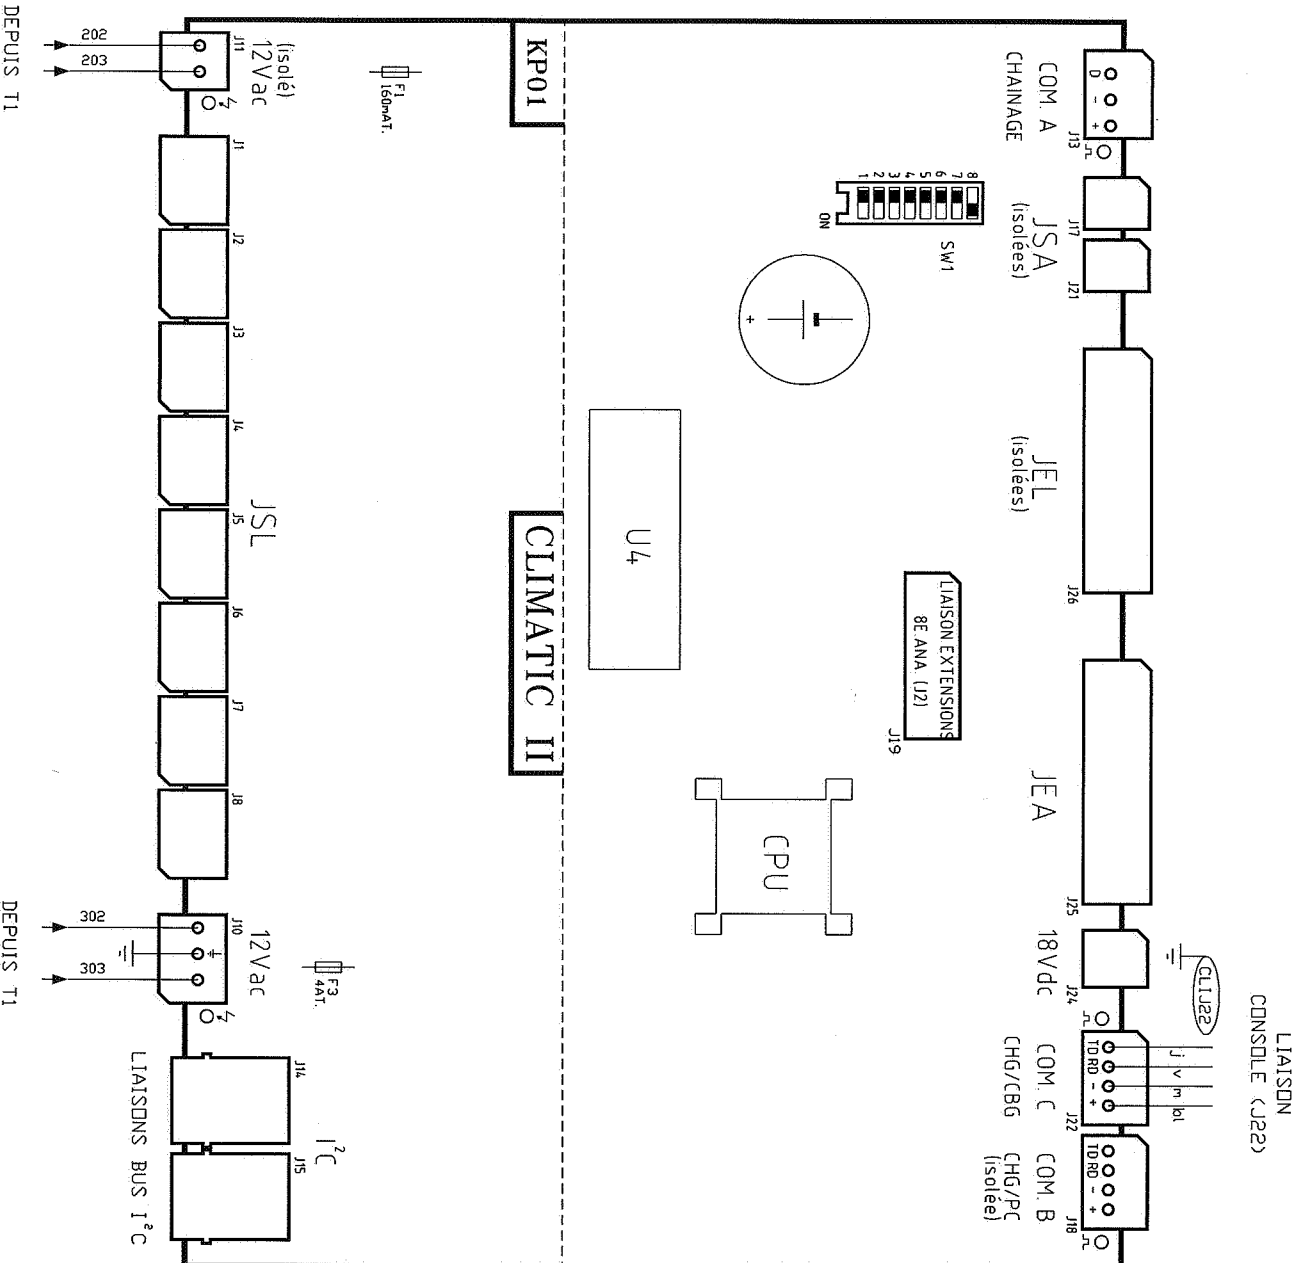 LIAISON
CONSOLE (J22)
CLIJ22
COM. A
CHAINAGE
D - +
J13
JSA
(isolées)
J17
J21
JEL
(isolées)
J26
JEA
J25
18Vdc
J24
j v m bl
TD RD - +
COM. C
CHG/CBG
J22
TD RD - +
COM. B
CHG/PC
(isolée)
J18
1 2 3 4 5 6 7 8
ON
SW1
+
LIAISON.EXTENSIONS
8E.ANA. (J2)
J19
U4
CPU
KP01
CLIMATIC II
F1
160mAT.
F3
4AT.
(isolé)
12Vac
J11
J1
J2
J3
J4
J5
J6
J7
J8
JSL
12Vac
J10
I²C
J14
J15
LIAISONS BUS I²C
202
203
DEPUIS T1
302
303
DEPUIS T1